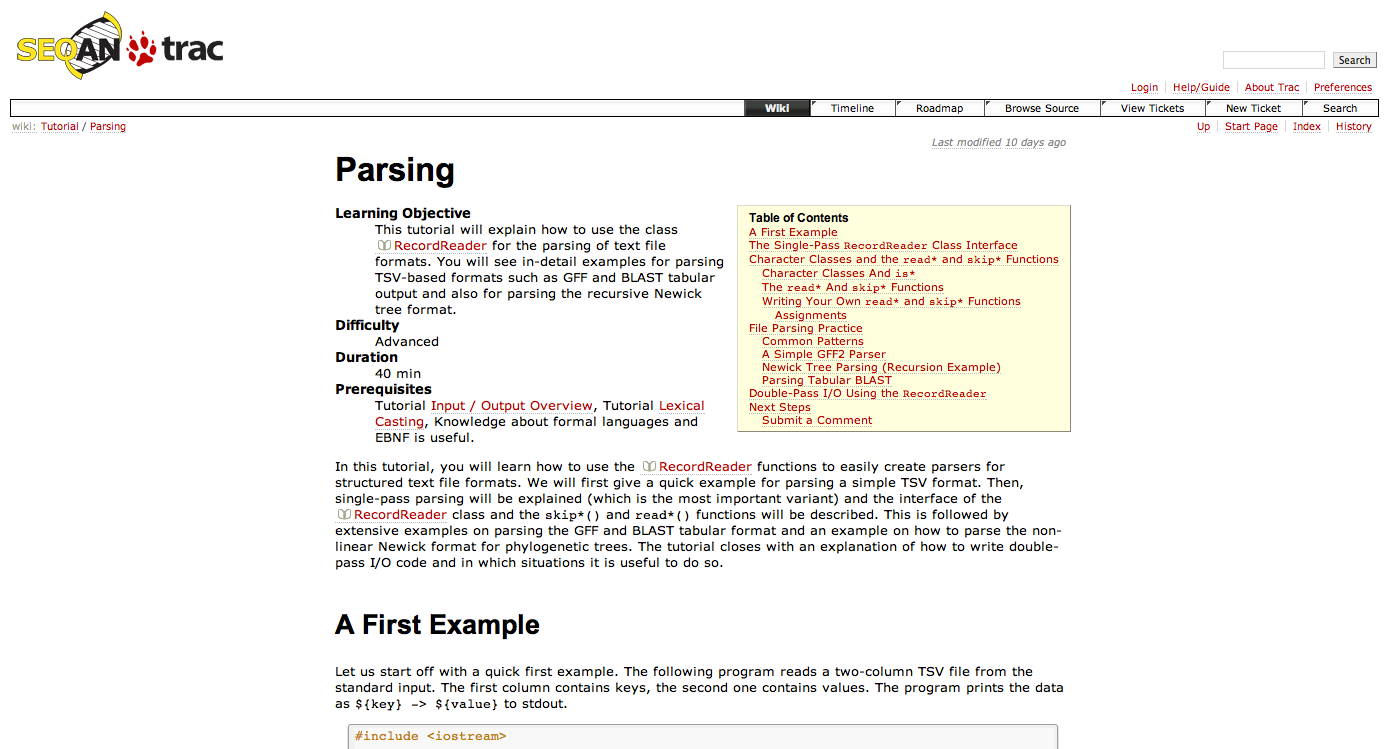 SEQAN trac
Search
Login Help/Guide About Trac Preferences
Wiki Timeline Roadmap Browse Source View Tickets New Ticket Search
wiki: Tutorial / Parsing
Up Start Page Index History
Last modified 10 days ago
Parsing
Learning Objective
This tutorial will explain how to use the class
RecordReader for the parsing of text file
formats. You will see in-detail examples for parsing
TSV-based formats such as GFF and BLAST tabular
output and also for parsing the recursive Newick
tree format.
Difficulty
Advanced
Duration
40 min
Prerequisites
Tutorial Input / Output Overview, Tutorial Lexical
Casting, Knowledge about formal languages and
EBNF is useful.
Table of Contents
A First Example
The Single-Pass RecordReader Class Interface
Character Classes and the read* and skip* Functions
Character Classes And is*
The read* And skip* Functions
Writing Your Own read* and skip* Functions
Assignments
File Parsing Practice
Common Patterns
A Simple GFF2 Parser
Newick Tree Parsing (Recursion Example)
Parsing Tabular BLAST
Double-Pass I/O Using the RecordReader
Next Steps
Submit a Comment
In this tutorial, you will learn how to use the RecordReader functions to easily create parsers for
structured text file formats. We will first give a quick example for parsing a simple TSV format. Then,
single-pass parsing will be explained (which is the most important variant) and the interface of the
RecordReader class and the skip*() and read*() functions will be described. This is followed by
extensive examples on parsing the GFF and BLAST tabular format and an example on how to parse the non-
linear Newick format for phylogenetic trees. The tutorial closes with an explanation of how to write double-
pass I/O code and in which situations it is useful to do so.
A First Example
Let us start off with a quick first example. The following program reads a two-column TSV file from the
standard input. The first column contains keys, the second one contains values. The program prints the data
as ${key} -> ${value} to stdout.
#include <iostream>